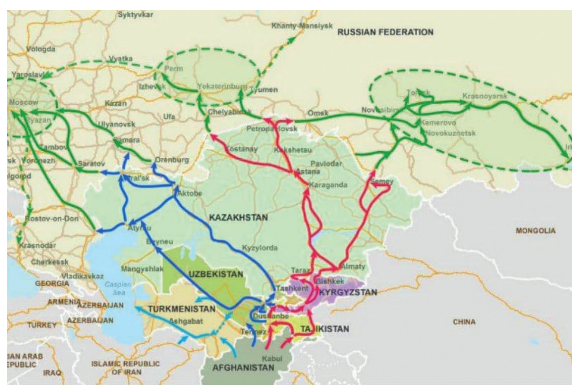 Syktyvkar
Khanty-Mansiysk
RUSSIAN FEDERATION
Vologda
Vyatka
Yaroslavl
Perm
Izhevsk
Yekaterinburg
Tyumen
Tomsk
Krasnoyarsk
Moscow
Kazan
Chelyabinsk
Omsk
Novosibirsk
Ryazan
Ulyanovsk
Ufa
Petropavlovsk
Kemerovo
Novokuznetsk
Tambov
Samara
Kostanay
Kokshetau
Voronezh
Saratov
Orenburg
Pavlodar
Astana
Ural'sk
Aktobe
Karaganda
Semey
Rostov-on-Don
KAZAKHSTAN
MONGOLIA
Atyrau
Krasnodar
Beyneu
Kyzylorda
Cherkessk
Mangyshlak
UZBEKISTAN
Taraz
Almaty
Vladikavkaz
Bishkek
GEORGIA
Caspian
Sea
Tashkent
KYRGYZSTAN
ARMENIA
AZERBAIJAN
TURKMENISTAN
CHINA
TURKEY
AZERBAIJAN
Ashgabat
Dushanbe
TAJIKISTAN
Termez
ISLAMIC REPUBLIC
OF IRAN
Kabul
IRAQ
AFGHANISTAN